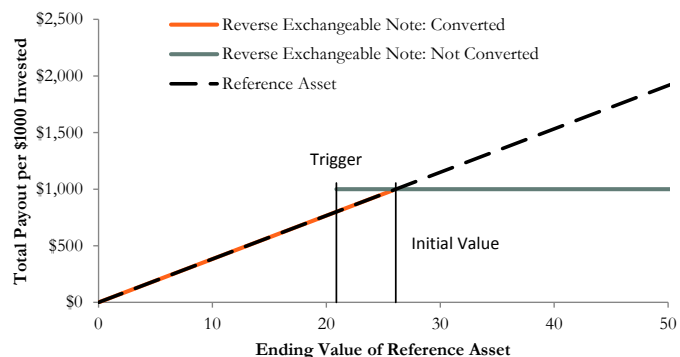 $2,500
$2,000
$1,500
$1,000
$500
$0
Total Payout per $1000 Invested
Reverse Exchangeable Note: Converted
Reverse Exchangeable Note: Not Converted
Reference Asset
Trigger
Initial Value
0 10 20 30 40 50
Ending Value of Reference Asset